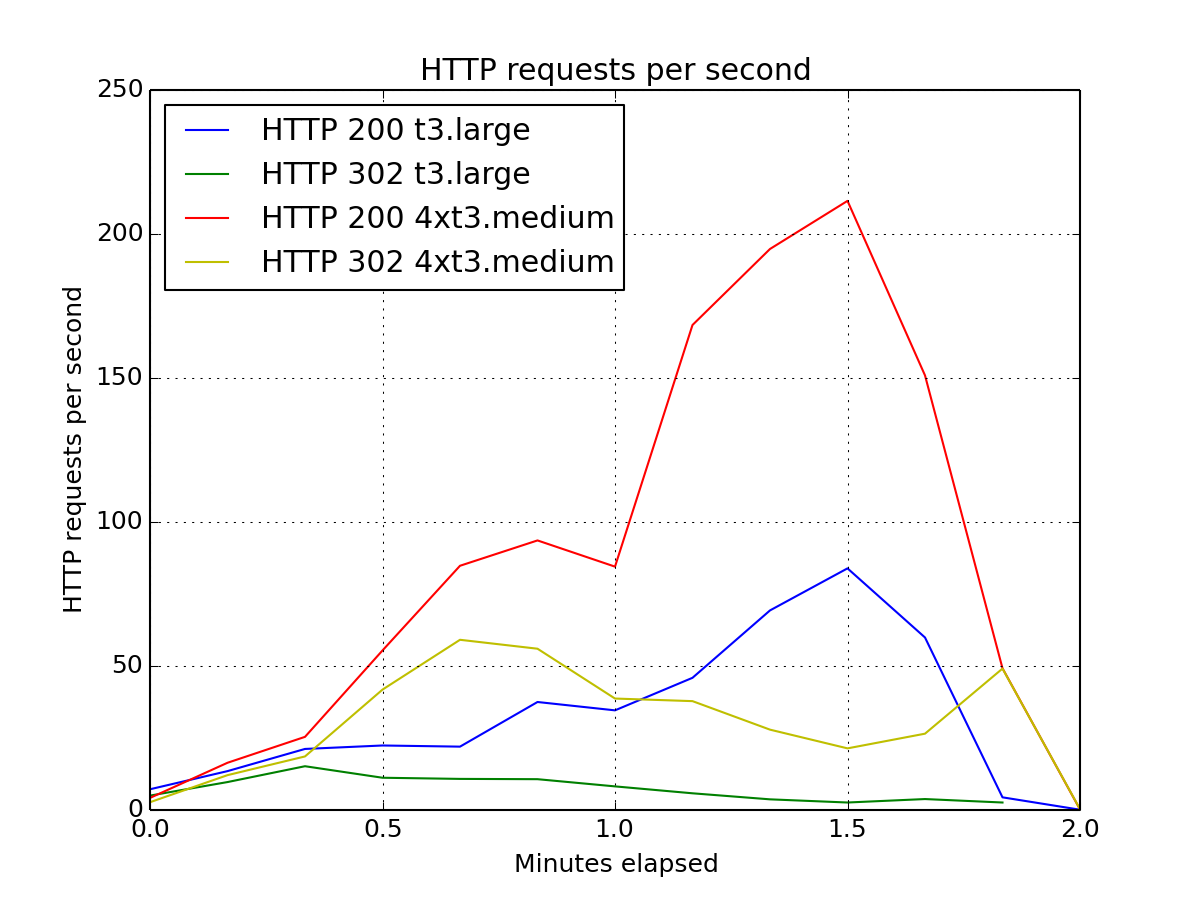 HTTP requests per second
250
200
150
100
50
0
HTTP requests per second
HTTP 200 t3.large
HTTP 302 t3.large
HTTP 200 4xt3.medium
HTTP 302 4xt3.medium
0.0 0.5 1.0 1.5 2.0
Minutes elapsed